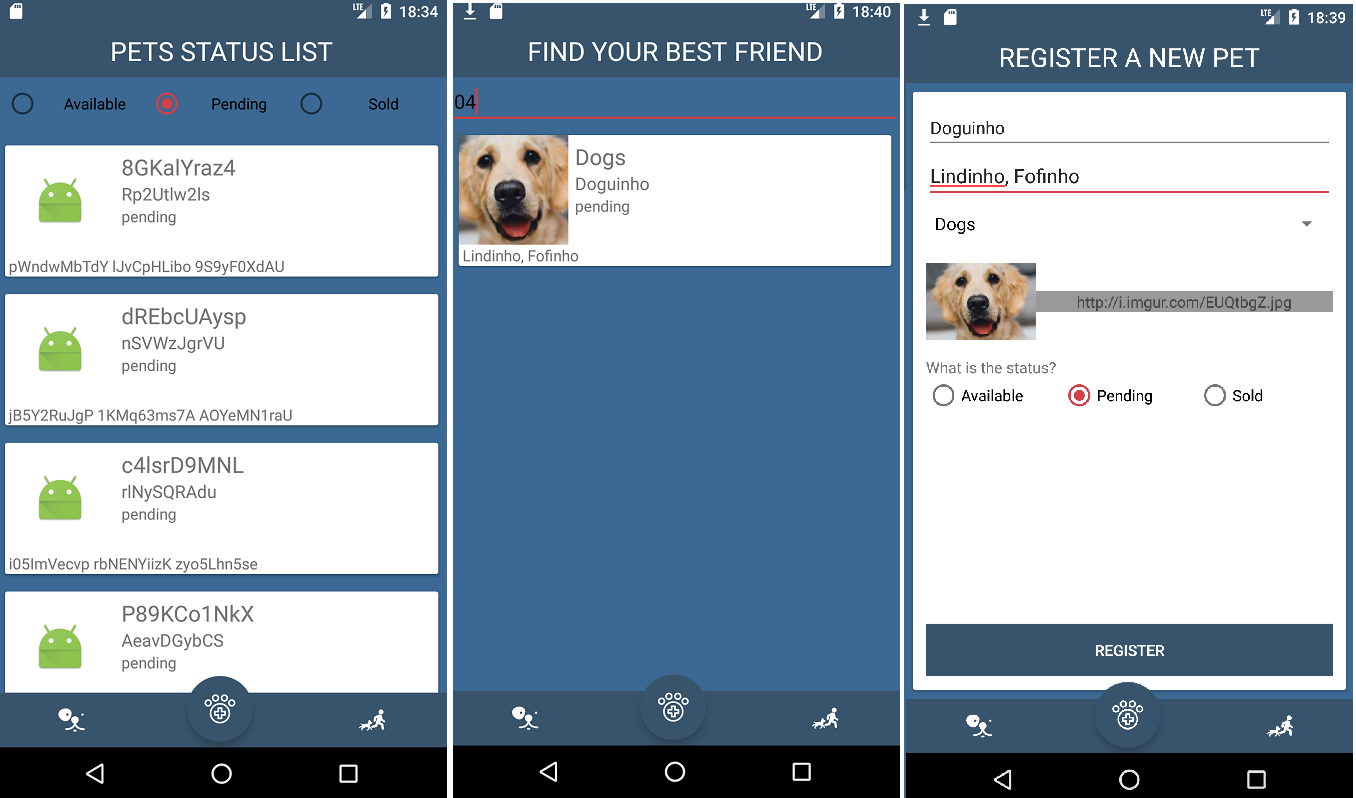 LTE 18:34
PETS STATUS LIST
Available Pending Sold
8GKalYraz4
Rp2Utlw2ls
pending
pWndwMbTdY lJvCpHLibo 9S9yF0XdAU
dREbcUAysp
nSVWzJgrVU
pending
jB5Y2RuJgP 1KMq63ms7A AOYeMN1raU
c4lsrD9MNL
rlNySQRAdu
pending
i05ImVecvp rbNENYiizK zyo5Lhn5se
P89KCo1NkX
AeavDGybCS
pending
LTE 18:40
FIND YOUR BEST FRIEND
04
Dogs
Doguinho
pending
Lindinho, Fofinho
LTE 18:39
REGISTER A NEW PET
Doguinho
Lindinho, Fofinho
Dogs
http://i.imgur.com/EUQtbgZ.jpg
What is the status?
Available Pending Sold
REGISTER